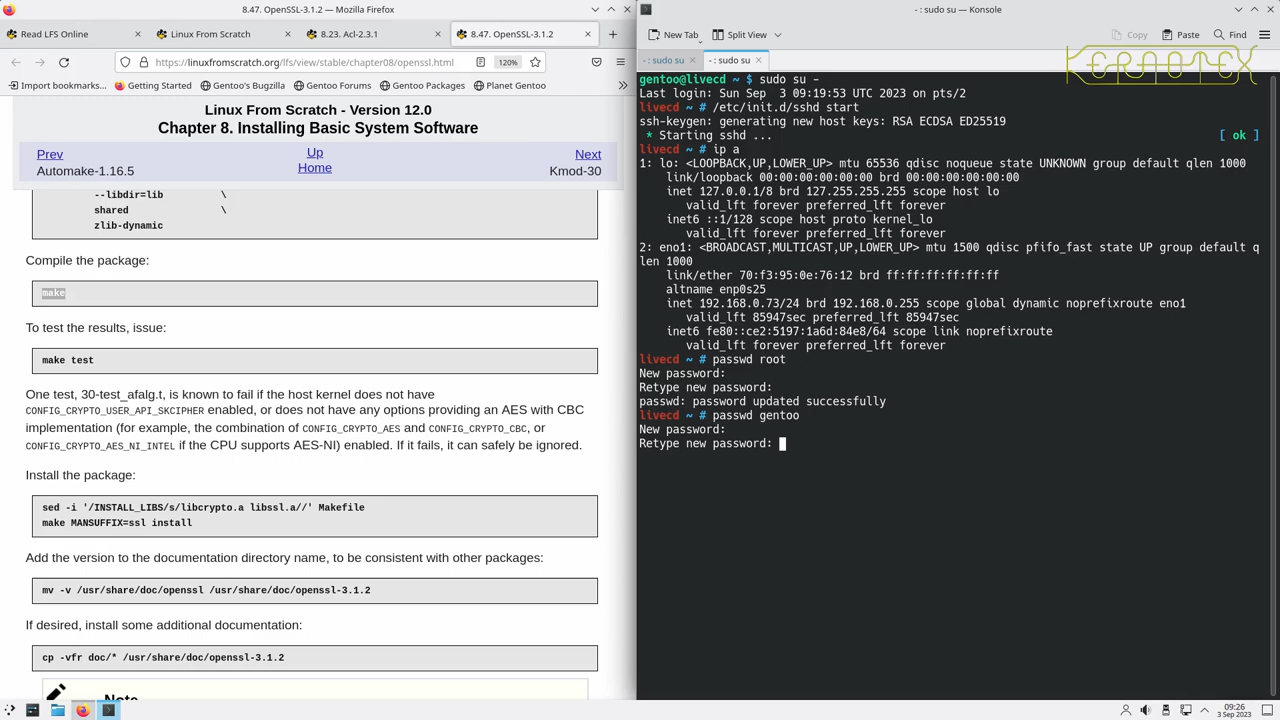 8.47. OpenSSL-3.1.2 — Mozilla Firefox
Read LFS Online
Linux From Scratch
8.23. Acl-2.3.1
8.47. OpenSSL-3.1.2
https://linuxfromscratch.org/lfs/view/stable/chapter08/openssl.html
120%
Import bookmarks...
Getting Started
Gentoo's Bugzilla
Gentoo Forums
Gentoo Packages
Planet Gentoo
Linux From Scratch - Version 12.0
Chapter 8. Installing Basic System Software
Prev
Up
Next
Automake-1.16.5
Home
Kmod-30
--libdir=lib \
shared \
zlib-dynamic
Compile the package:
make
To test the results, issue:
make test
One test, 30-test_afalg.t, is known to fail if the host kernel does not have
CONFIG_CRYPTO_USER_API_SKCIPHER enabled, or does not have any options providing an AES with CBC
implementation (for example, the combination of CONFIG_CRYPTO_AES and CONFIG_CRYPTO_CBC, or
CONFIG_CRYPTO_AES_NI_INTEL if the CPU supports AES-NI) enabled. If it fails, it can safely be ignored.
Install the package:
sed -i '/INSTALL_LIBS/s/libcrypto.a libssl.a//' Makefile
make MANSUFFIX=ssl install
Add the version to the documentation directory name, to be consistent with other packages:
mv -v /usr/share/doc/openssl /usr/share/doc/openssl-3.1.2
If desired, install some additional documentation:
cp -vfr doc/* /usr/share/doc/openssl-3.1.2
Note
- : sudo su — Konsole
New Tab
Split View
Copy
Paste
Find
KERNOTEX
- : sudo su
- : sudo su
gentoo@livecd ~ $ sudo su -
Last login: Sun Sep  3 09:19:53 UTC 2023 on pts/2
livecd ~ # /etc/init.d/sshd start
ssh-keygen: generating new host keys: RSA ECDSA ED25519
* Starting sshd ... [ ok ]
livecd ~ # ip a
1: lo: <LOOPBACK,UP,LOWER_UP> mtu 65536 qdisc noqueue state UNKNOWN group default qlen 1000
link/loopback 00:00:00:00:00:00 brd 00:00:00:00:00:00
inet 127.0.0.1/8 brd 127.255.255.255 scope host lo
valid_lft forever preferred_lft forever
inet6 ::1/128 scope host proto kernel_lo
valid_lft forever preferred_lft forever
2: eno1: <BROADCAST,MULTICAST,UP,LOWER_UP> mtu 1500 qdisc pfifo_fast state UP group default q
len 1000
link/ether 70:f3:95:0e:76:12 brd ff:ff:ff:ff:ff:ff
altname enp0s25
inet 192.168.0.73/24 brd 192.168.0.255 scope global dynamic noprefixroute eno1
valid_lft 85947sec preferred_lft 85947sec
inet6 fe80::ce2:5197:1a6d:84e8/64 scope link noprefixroute
valid_lft forever preferred_lft forever
livecd ~ # passwd root
New password:
Retype new password:
passwd: password updated successfully
livecd ~ # passwd gentoo
New password:
Retype new password:
09:26
3 Sep 2023